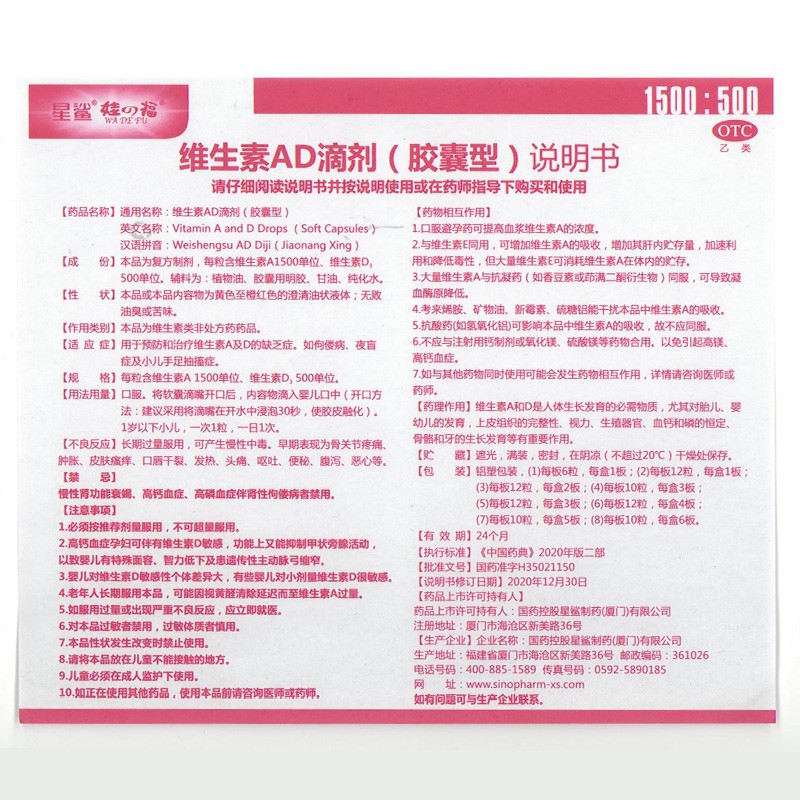 星鲨® 娃の福®
WA DE FU
1500:500
OTC
乙类
维生素AD滴剂（胶囊型）说明书
请仔细阅读说明书并按说明使用或在药师指导下购买和使用
【药品名称】通用名称：维生素AD滴剂（胶囊型）
英文名称：Vitamin A and D Drops （Soft Capsules）
汉语拼音：Weishengsu AD Diji (Jiaonang Xing)
【成　份】本品为复方制剂，每粒含维生素A1500单位、维生素D₃
500单位。辅料为：植物油、胶囊用明胶、甘油、纯化水。
【性　状】本品或本品内容物为黄色至橙红色的澄清油状液体；无败
油臭或苦味。
【作用类别】本品为维生素类非处方药药品。
【适 应 症】用于预防和治疗维生素A及D的缺乏症。如佝偻病、夜盲
症及小儿手足抽搐症。
【规　格】每粒含维生素A 1500单位、维生素D₃ 500单位。
【用法用量】口服。将软囊滴嘴开口后，内容物滴入婴儿口中（开口方
法：建议采用将滴嘴在开水中浸泡30秒，使胶皮融化）。
1岁以下小儿，一次1粒，一日1次。
【不良反应】长期过量服用，可产生慢性中毒。早期表现为骨关节疼痛、
肿胀、皮肤瘙痒、口唇干裂、发热、头痛、呕吐、便秘、腹泻、恶心等。
【禁　忌】
慢性肾功能衰竭、高钙血症、高磷血症伴肾性佝偻病者禁用。
【注意事项】
1.必须按推荐剂量服用，不可超量服用。
2.高钙血症孕妇可伴有维生素D敏感，功能上又能抑制甲状旁腺活动，
以致婴儿有特殊面容、智力低下及患遗传性主动脉弓缩窄。
3.婴儿对维生素D敏感性个体差异大，有些婴儿对小剂量维生素D很敏感。
4.老年人长期服用本品，可能因视黄醛清除延迟而至维生素A过量。
5.如服用过量或出现严重不良反应，应立即就医。
6.对本品过敏者禁用，过敏体质者慎用。
7.本品性状发生改变时禁止使用。
8.请将本品放在儿童不能接触的地方。
9.儿童必须在成人监护下使用。
10.如正在使用其他药品，使用本品前请咨询医师或药师。
【药物相互作用】
1.口服避孕药可提高血浆维生素A的浓度。
2.与维生素E同用，可增加维生素A的吸收，增加其肝内贮存量，加速利
用和降低毒性，但大量维生素E可消耗维生素A在体内的贮存。
3.大量维生素A与抗凝药（如香豆素或茚满二酮衍生物）同服，可导致凝
血酶原降低。
4.考来烯胺、矿物油、新霉素、硫糖铝能干扰本品中维生素A的吸收。
5.抗酸药(如氢氧化铝)可影响本品中维生素A的吸收，故不应同服。
6.不应与注射用钙制剂或氧化镁、硫酸镁等药物合用。以免引起高镁、
高钙血症。
7.如与其他药物同时使用可能会发生药物相互作用，详情请咨询医师或
药师。
【药理作用】维生素A和D是人体生长发育的必需物质，尤其对胎儿、婴
幼儿的发育，上皮组织的完整性、视力、生殖器官、血钙和磷的恒定、
骨骼和牙的生长发育等有重要作用。
【贮　藏】遮光，满装，密封，在阴凉（不超过20℃）干燥处保存。
【包　装】铝塑包装，(1)每板6粒，每盒1板；(2)每板12粒，每盒1板；
(3)每板12粒，每盒2板；(4)每板10粒，每盒3板；
(5)每板12粒，每盒3板；(6)每板12粒，每盒4板；
(7)每板10粒，每盒5板；(8)每板10粒，每盒6板。
【有 效 期】24个月
【执行标准】《中国药典》2020年版二部
【批准文号】国药准字H35021150
【说明书修订日期】2020年12月30日
【药品上市许可持有人】
药品上市许可持有人：国药控股星鲨制药(厦门)有限公司
注册地址：厦门市海沧区新美路36号
【生产企业】企业名称：国药控股星鲨制药(厦门)有限公司
生产地址：福建省厦门市海沧区新美路36号 邮政编码：361026
电话号码：400-885-1589 传真号码：0592-5890185
网　址：www.sinopharm-xs.com
如有问题可与生产企业联系。